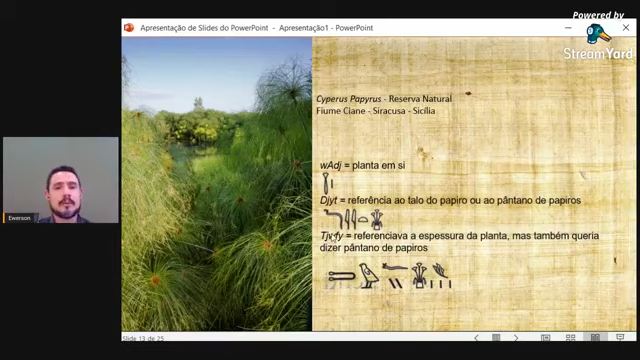 Powered by
StreamYard
Apresentação de Slides do PowerPoint - Apresentação1 - PowerPoint
Cyperus Papyrus - Reserva Natural
Fiume Ciane - Siracusa - Sicília
wAdj = planta em si
Djyt = referência ao talo do papiro ou ao pântano de papiros
= referenciava a espessura da planta, mas também queria
dizer pântano de papiros
Ewerson
Slide 13 de 25